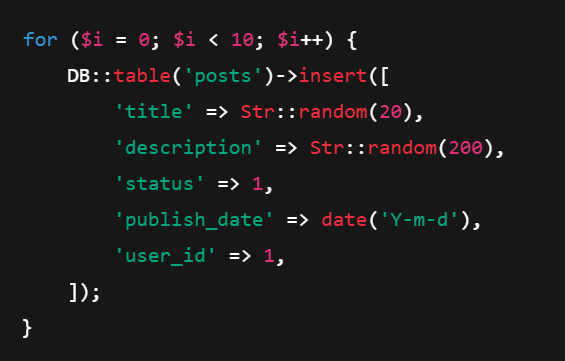 for ($i = 0; $i < 10; $i++) {
    DB::table('posts')->insert([
        'title' => Str::random(20),
        'description' => Str::random(200),
        'status' => 1,
        'publish_date' => date('Y-m-d'),
        'user_id' => 1,
    ]);
}